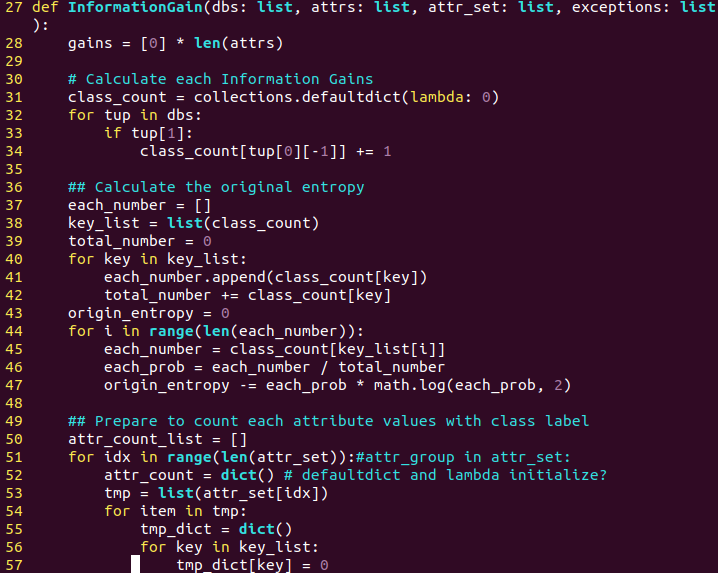 27 def InformationGain(dbs: list, attrs: list, attr_set: list, exceptions: list
):
28     gains = [0] * len(attrs)
29
30     # Calculate each Information Gains
31     class_count = collections.defaultdict(lambda: 0)
32     for tup in dbs:
33         if tup[1]:
34             class_count[tup[0][-1]] += 1
35
36     ## Calculate the original entropy
37     each_number = []
38     key_list = list(class_count)
39     total_number = 0
40     for key in key_list:
41         each_number.append(class_count[key])
42         total_number += class_count[key]
43     origin_entropy = 0
44     for i in range(len(each_number)):
45         each_number = class_count[key_list[i]]
46         each_prob = each_number / total_number
47         origin_entropy -= each_prob * math.log(each_prob, 2)
48
49     ## Prepare to count each attribute values with class label
50     attr_count_list = []
51     for idx in range(len(attr_set)):#attr_group in attr_set:
52         attr_count = dict() # defaultdict and lambda initialize?
53         tmp = list(attr_set[idx])
54         for item in tmp:
55             tmp_dict = dict()
56             for key in key_list:
57                 tmp_dict[key] = 0